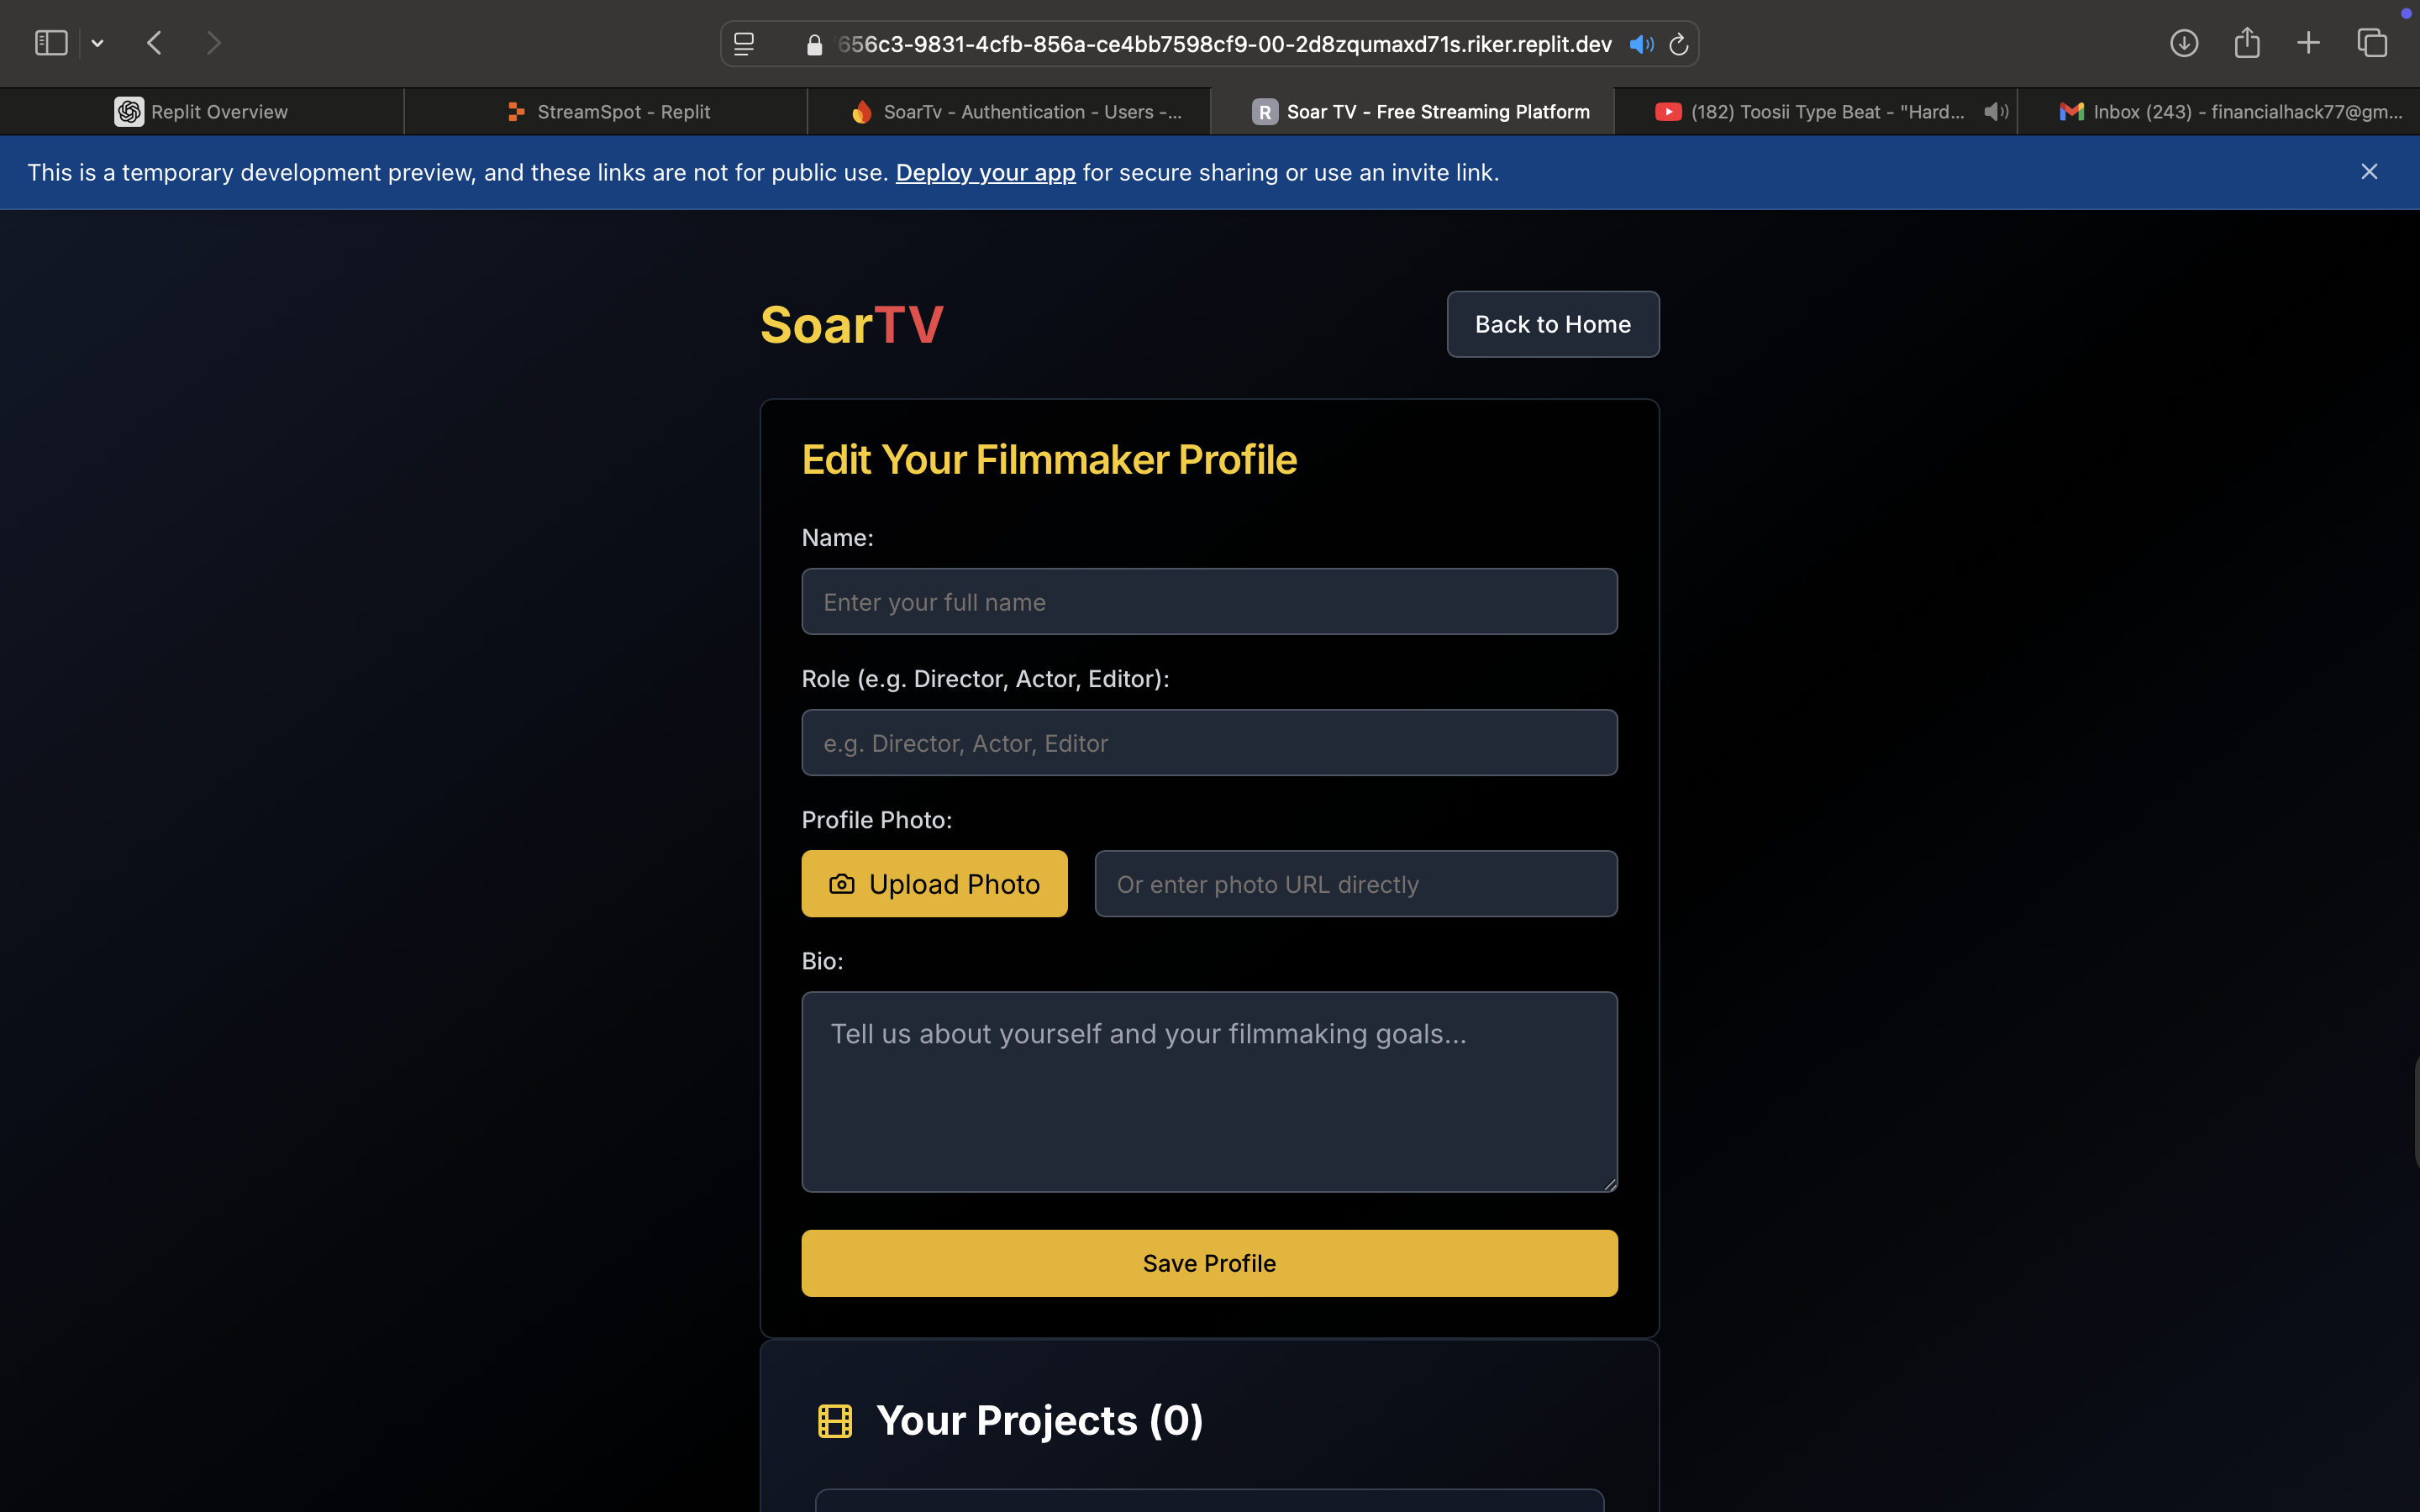 656c3-9831-4cfb-856a-ce4bb7598cf9-00-2d8zqumaxd71s.riker.replit.dev
Replit Overview
StreamSpot - Replit
SoarTv - Authentication - Users -...
R Soar TV - Free Streaming Platform
(182) Toosii Type Beat - "Hard...
Inbox (243) - financialhack77@gm...
This is a temporary development preview, and these links are not for public use. Deploy your app for secure sharing or use an invite link.
SoarTV
Back to Home
Edit Your Filmmaker Profile
Name:
Enter your full name
Role (e.g. Director, Actor, Editor):
e.g. Director, Actor, Editor
Profile Photo:
Upload Photo
Or enter photo URL directly
Bio:
Tell us about yourself and your filmmaking goals...
Save Profile
Your Projects (0)